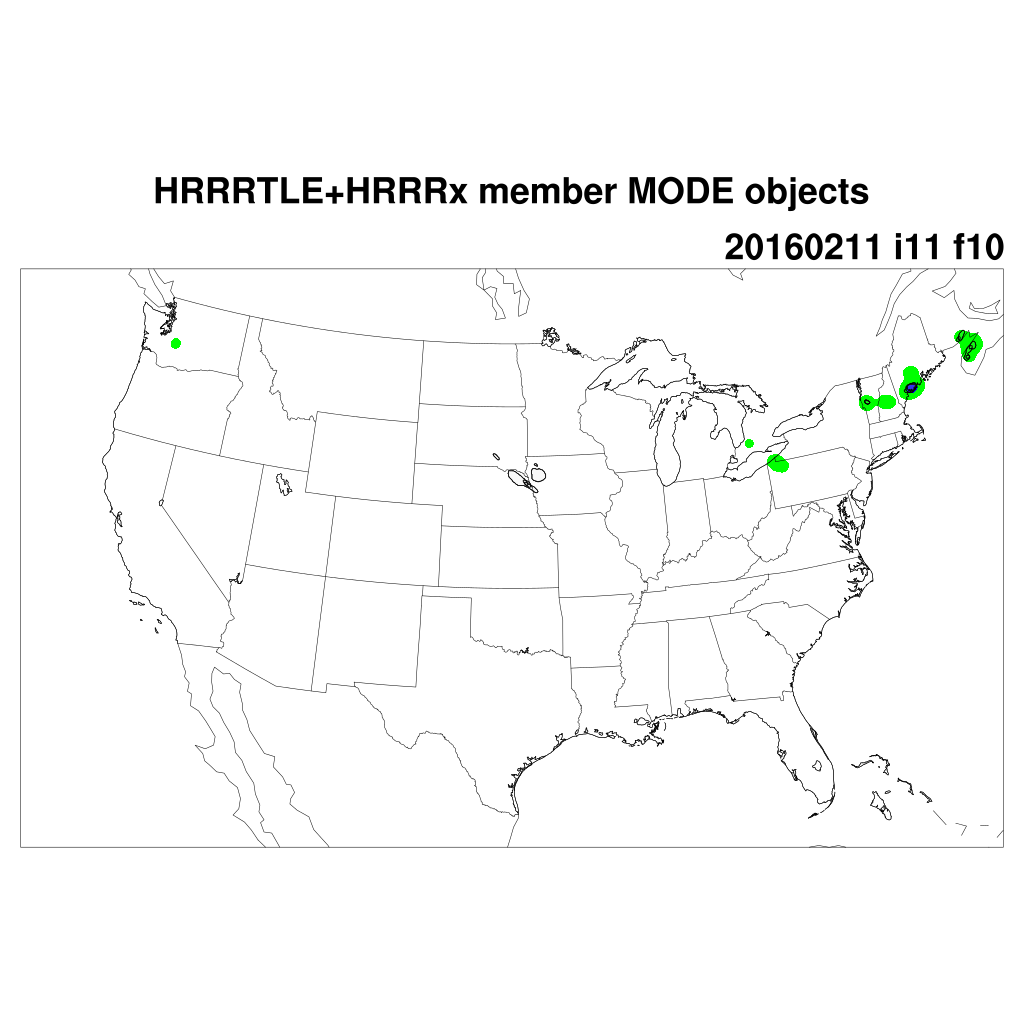 HRRRTLE+HRRRx member MODE objects
20160211 i11 f10